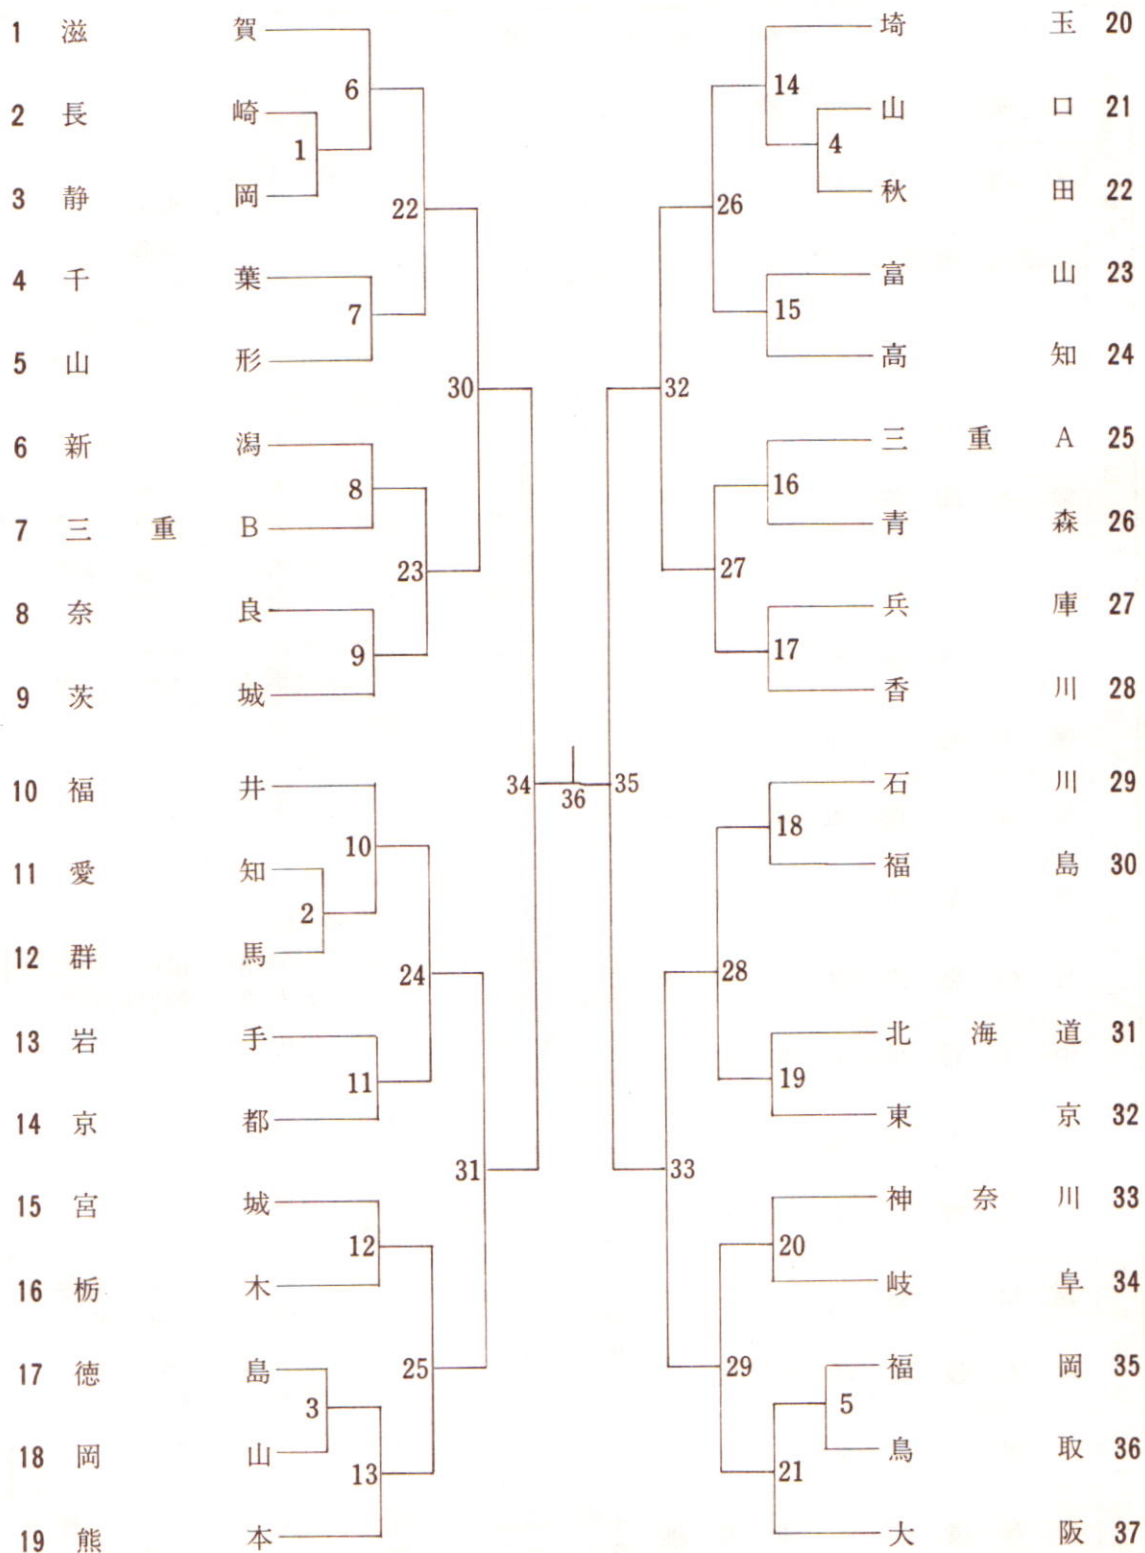 1 滋賀
2 長崎
3 静岡
4 千葉
5 山形
6 新潟
7 三重B
8 奈良
9 茨城
10 福井
11 愛知
12 群馬
13 岩手
14 京都
15 宮城
16 栃木
17 徳島
18 岡山
19 熊本
6
1
22
7
30
8
23
9
34
10
2
24
11
31
12
25
3
13
36
埼玉 20
山口 21
秋田 22
富山 23
高知 24
三重A 25
青森 26
兵庫 27
香川 28
石川 29
福島 30
北海道 31
東京 32
神奈川 33
岐阜 34
福岡 35
鳥取 36
大阪 37
14
4
26
15
32
16
27
17
35
18
28
19
33
20
29
5
21